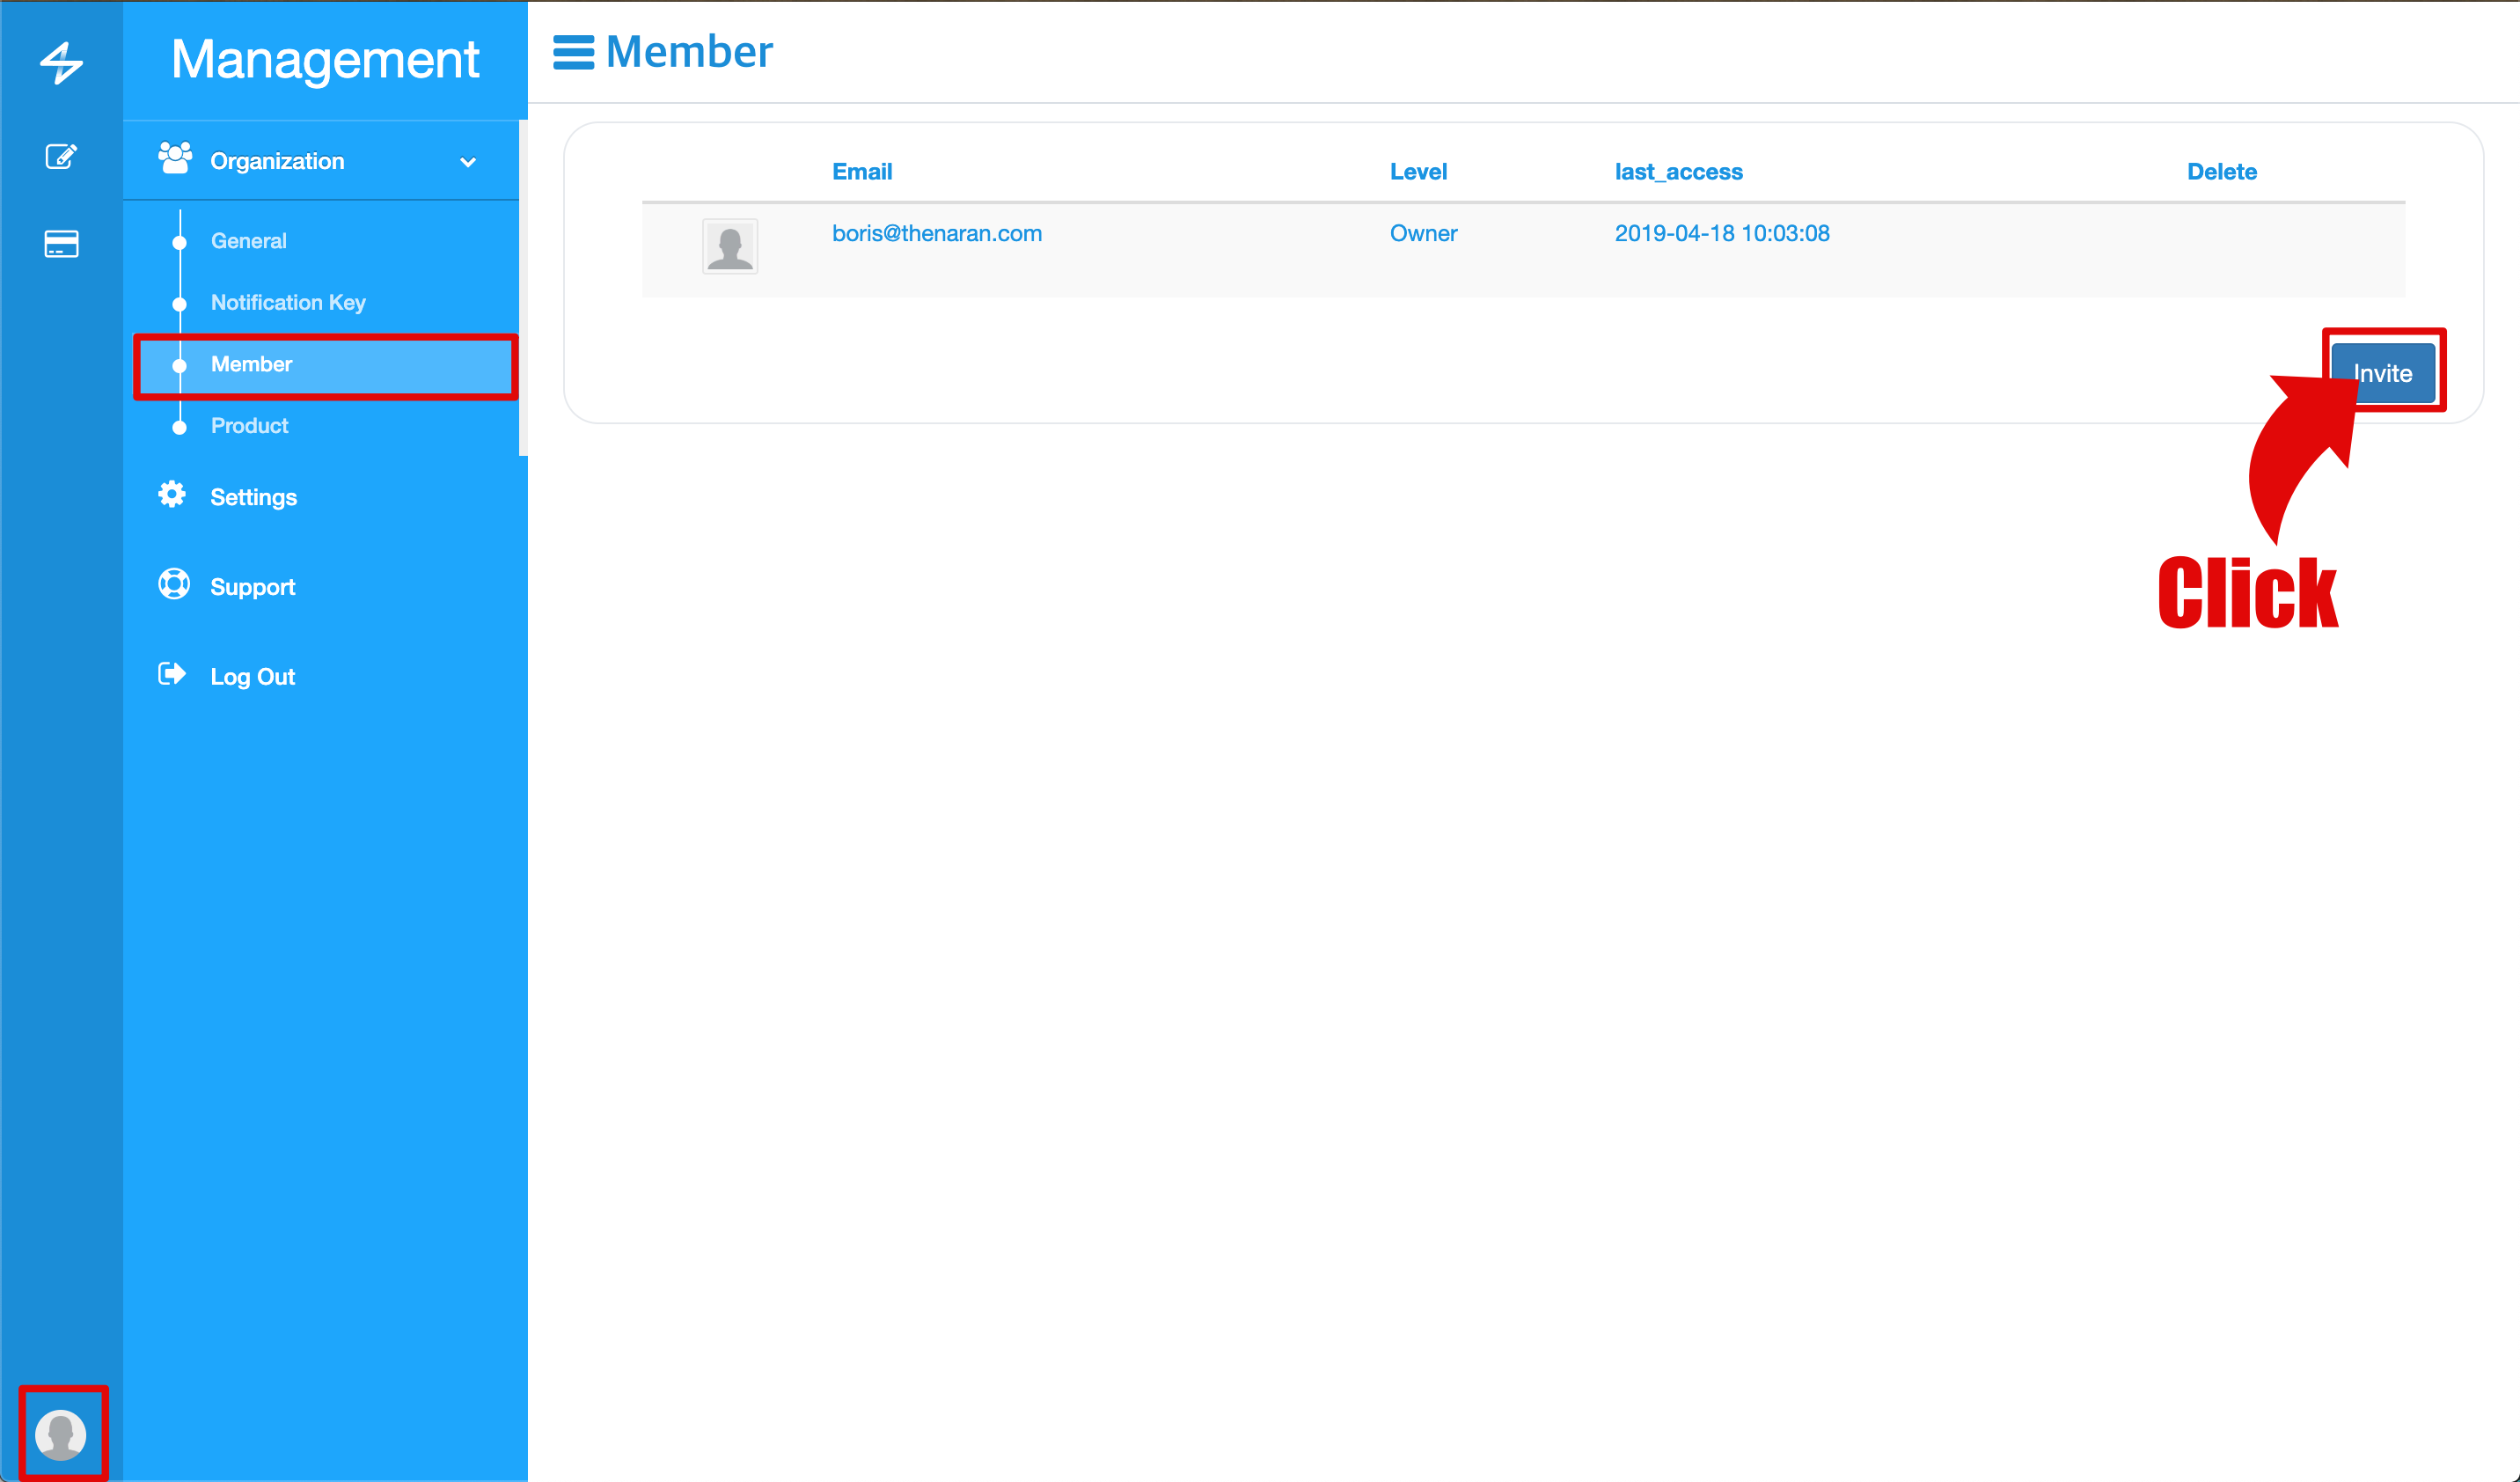 Management
Organization
General
Notification Key
Member
Product
Settings
Support
Log Out
Member
Email Level last_access Delete
boris@thenaran.com Owner 2019-04-18 10:03:08
Invite
Click